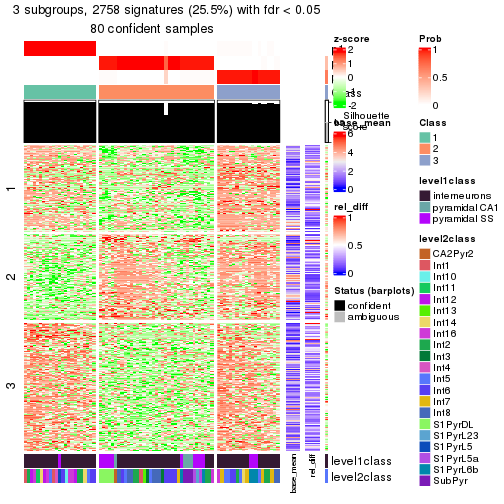 3 subgroups, 2758 signatures (25.5%) with fdr < 0.05
80 confident samples
z-score
2
1
0
-1
-2
Prob
1
0.5
0
Class
Silhouette
score
base_mean
6
4
2
0
Class
1
2
3
rel_diff
1
0.5
0
level1class
interneurons
pyramidal CA1
pyramidal SS
Status (barplots)
confident
ambiguous
level2class
CA2Pyr2
Int1
Int10
Int11
Int12
Int13
Int14
Int16
Int2
Int3
Int4
Int5
Int6
Int7
Int8
S1PyrDL
S1PyrL23
S1PyrL5
S1PyrL5a
S1PyrL6b
SubPyr
1
2
3
base_mean
rel_diff
level1class
level2class